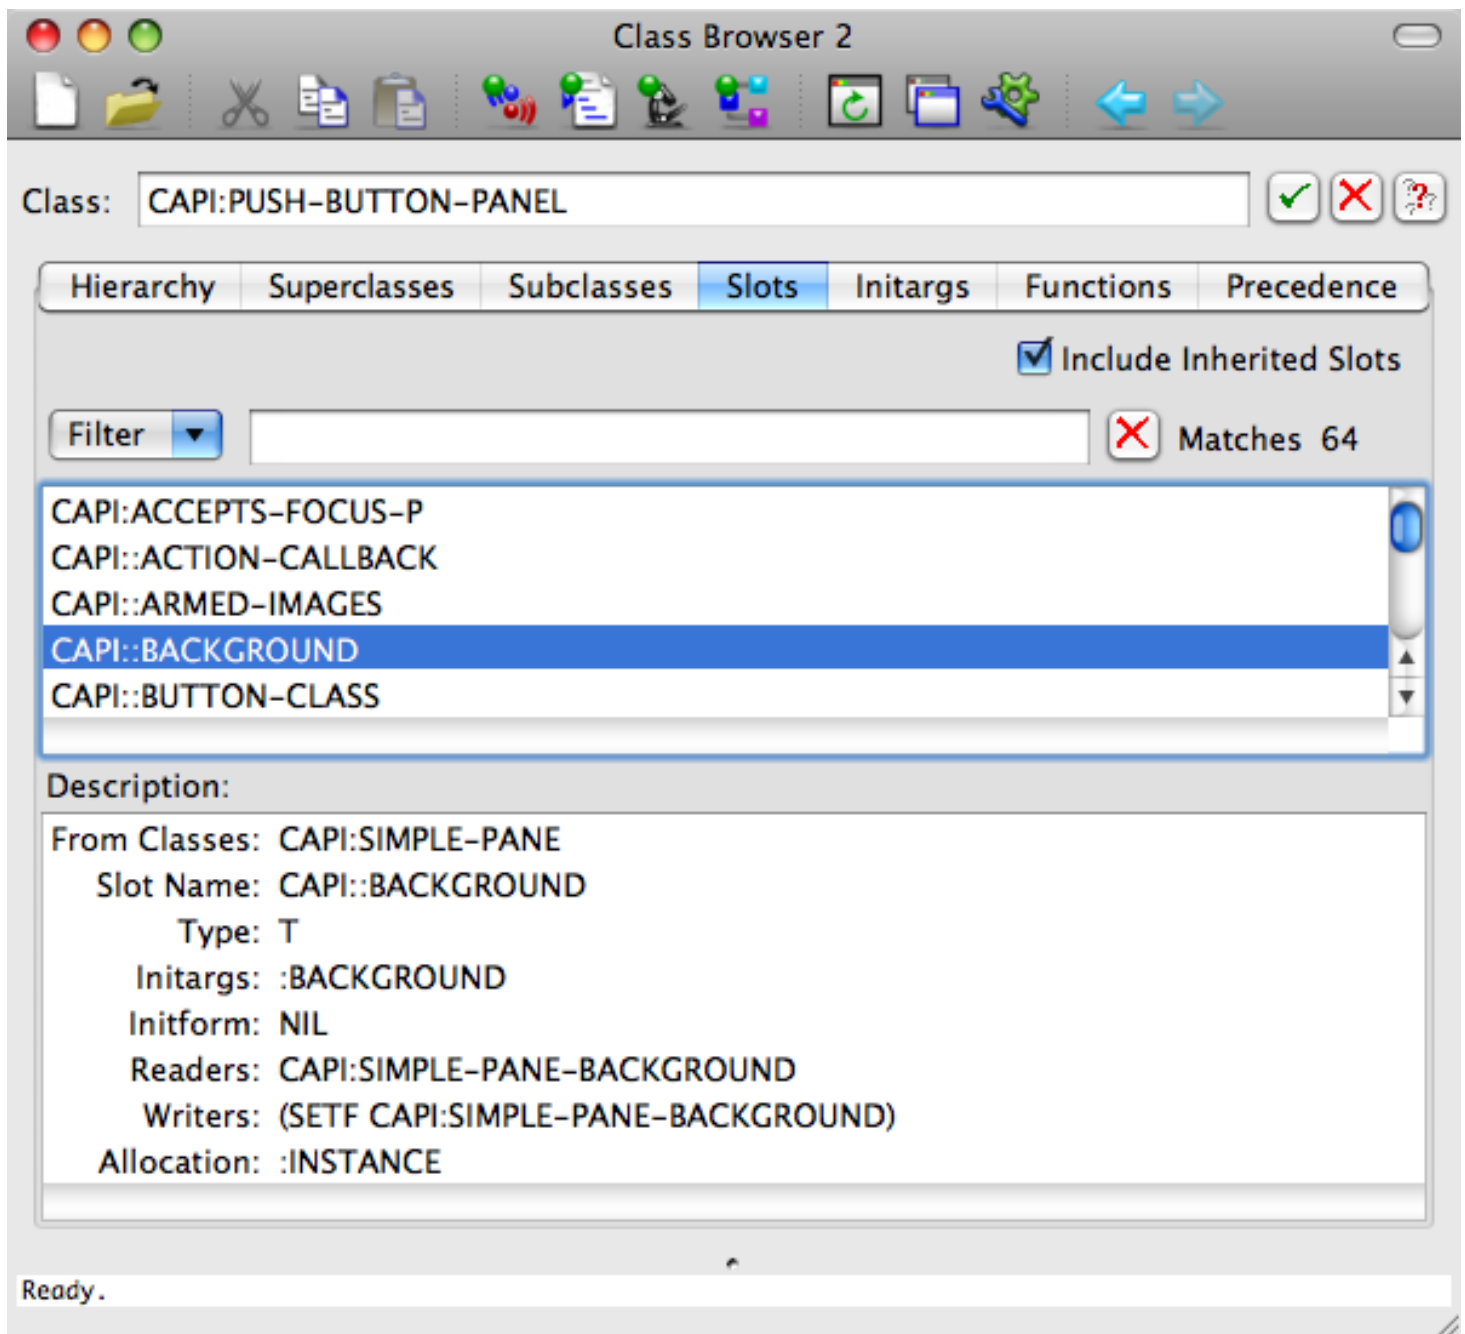 Class Browser 2
Class: CAPI:PUSH-BUTTON-PANEL
Hierarchy Superclasses Subclasses Slots Initargs Functions Precedence
Include Inherited Slots
Filter Matches 64
CAPI:ACCEPTS-FOCUS-P
CAPI::ACTION-CALLBACK
CAPI::ARMED-IMAGES
CAPI::BACKGROUND
CAPI::BUTTON-CLASS
Description:
From Classes: CAPI:SIMPLE-PANE
Slot Name: CAPI::BACKGROUND
Type: T
Initargs: :BACKGROUND
Initform: NIL
Readers: CAPI:SIMPLE-PANE-BACKGROUND
Writers: (SETF CAPI:SIMPLE-PANE-BACKGROUND)
Allocation: :INSTANCE
Ready.